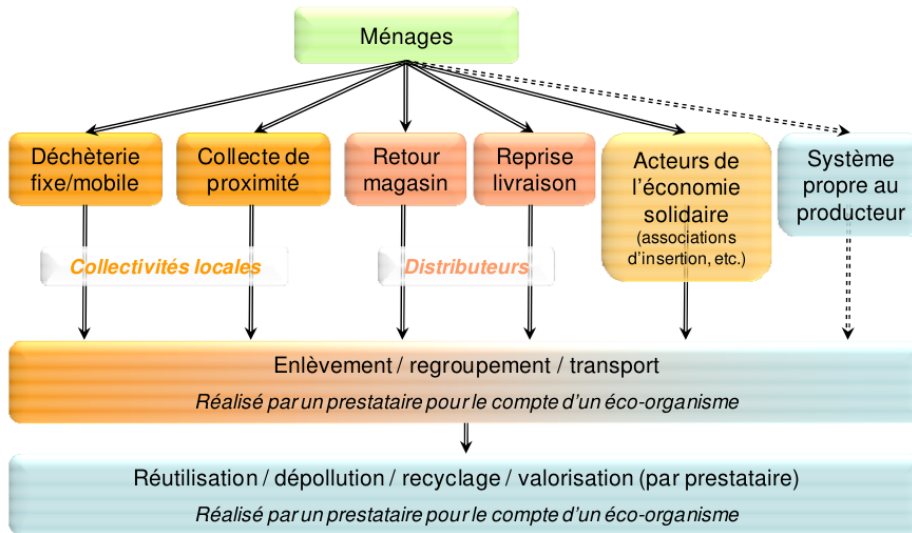 Ménages
Déchèterie
fixe/mobile
Collecte de
proximité
Retour
magasin
Reprise
livraison
Acteurs de
l'économie
solidaire
(associations
d'insertion, etc.)
Système
propre au
producteur
Collectivités locales
Distributeurs
Enlèvement / regroupement / transport
Réalisé par un prestataire pour le compte d'un éco-organisme
Réutilisation / dépollution / recyclage / valorisation (par prestataire)
Réalisé par un prestataire pour le compte d'un éco-organisme